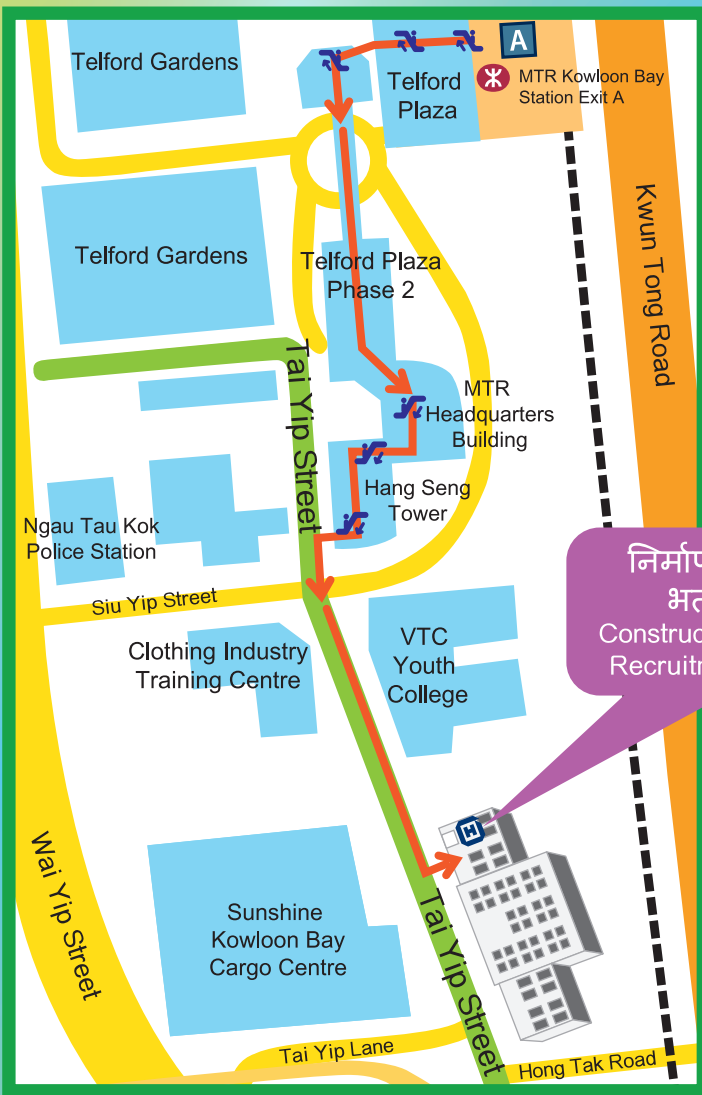 Telford Gardens
Telford
Plaza
A
MTR Kowloon Bay
Station Exit A
Kwun Tong Road
Telford Gardens
Telford Plaza
Phase 2
Tai Yip Street
MTR
Headquarters
Building
Hang Seng
Tower
Ngau Tau Kok
Police Station
Siu Yip Street
Clothing Industry
Training Centre
VTC
Youth
College
Wai Yip Street
Sunshine
Kowloon Bay
Cargo Centre
Tai Yip Street
Tai Yip Lane
Hong Tak Road